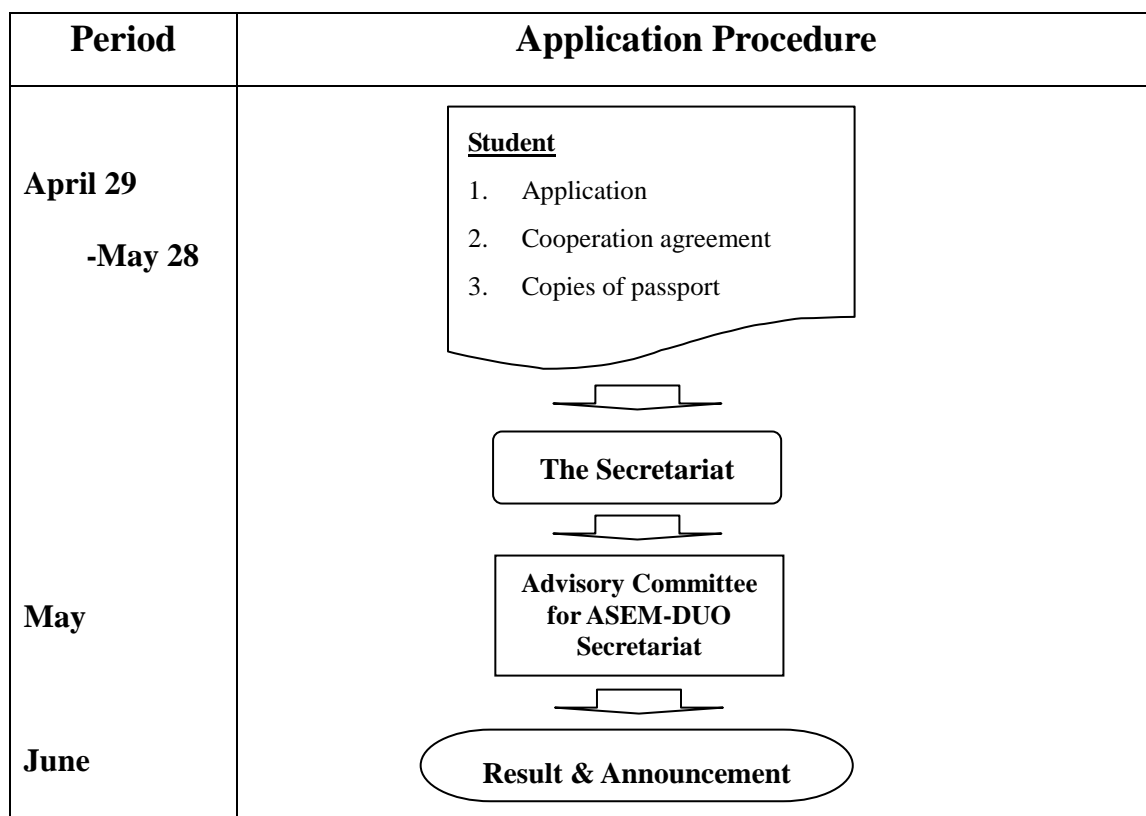 Period
Application Procedure
April 29
-May 28
Student
1. Application
2. Cooperation agreement
3. Copies of passport
The Secretariat
May
Advisory Committee
for ASEM-DUO
Secretariat
June
Result & Announcement